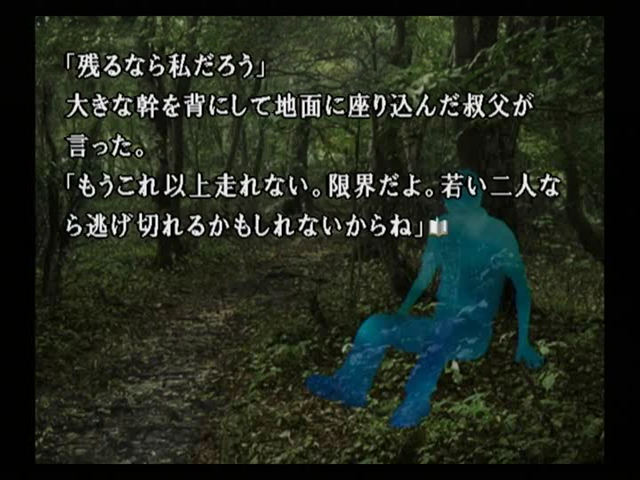 「残るなら私だろう」
大きな幹を背にして地面に座り込んだ叔父が
言った。
「もうこれ以上走れない。限界だよ。若い二人な
ら逃げ切れるかもしれないからね」